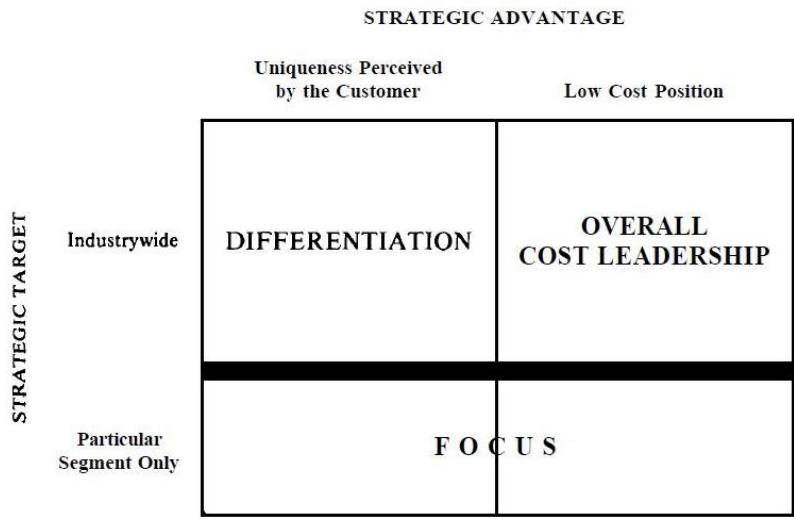 STRATEGIC ADVANTAGE
Uniqueness Perceived
by the Customer
Low Cost Position
STRATEGIC TARGET
Industrywide
DIFFERENTIATION
OVERALL
COST LEADERSHIP
Particular
Segment Only
FOCUS